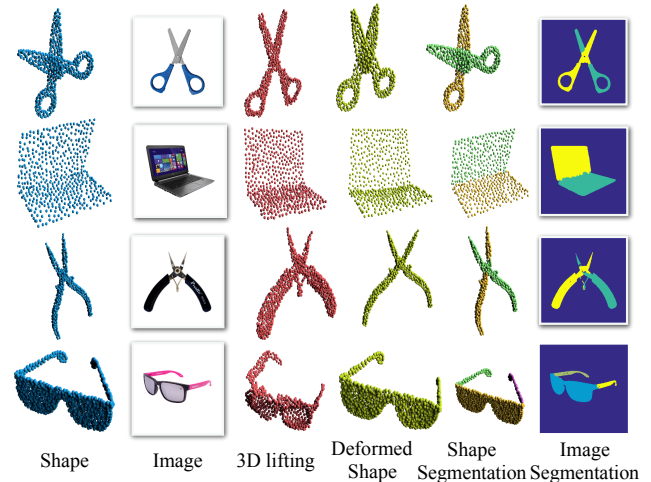 Shape
Image
3D lifting
Deformed
Shape
Shape
Segmentation
Image
Segmentation